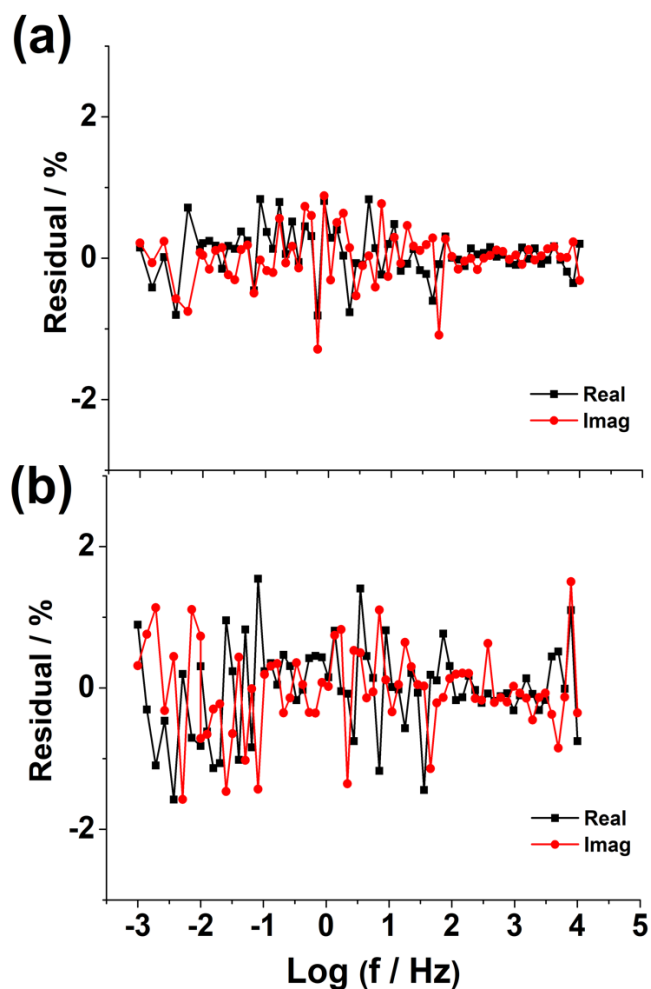 (a)
2
0
-2
Residual / %
Real
Imag
(b)
2
0
-2
Residual / %
Real
Imag
-3 -2 -1 0 1 2 3 4 5
Log (f / Hz)